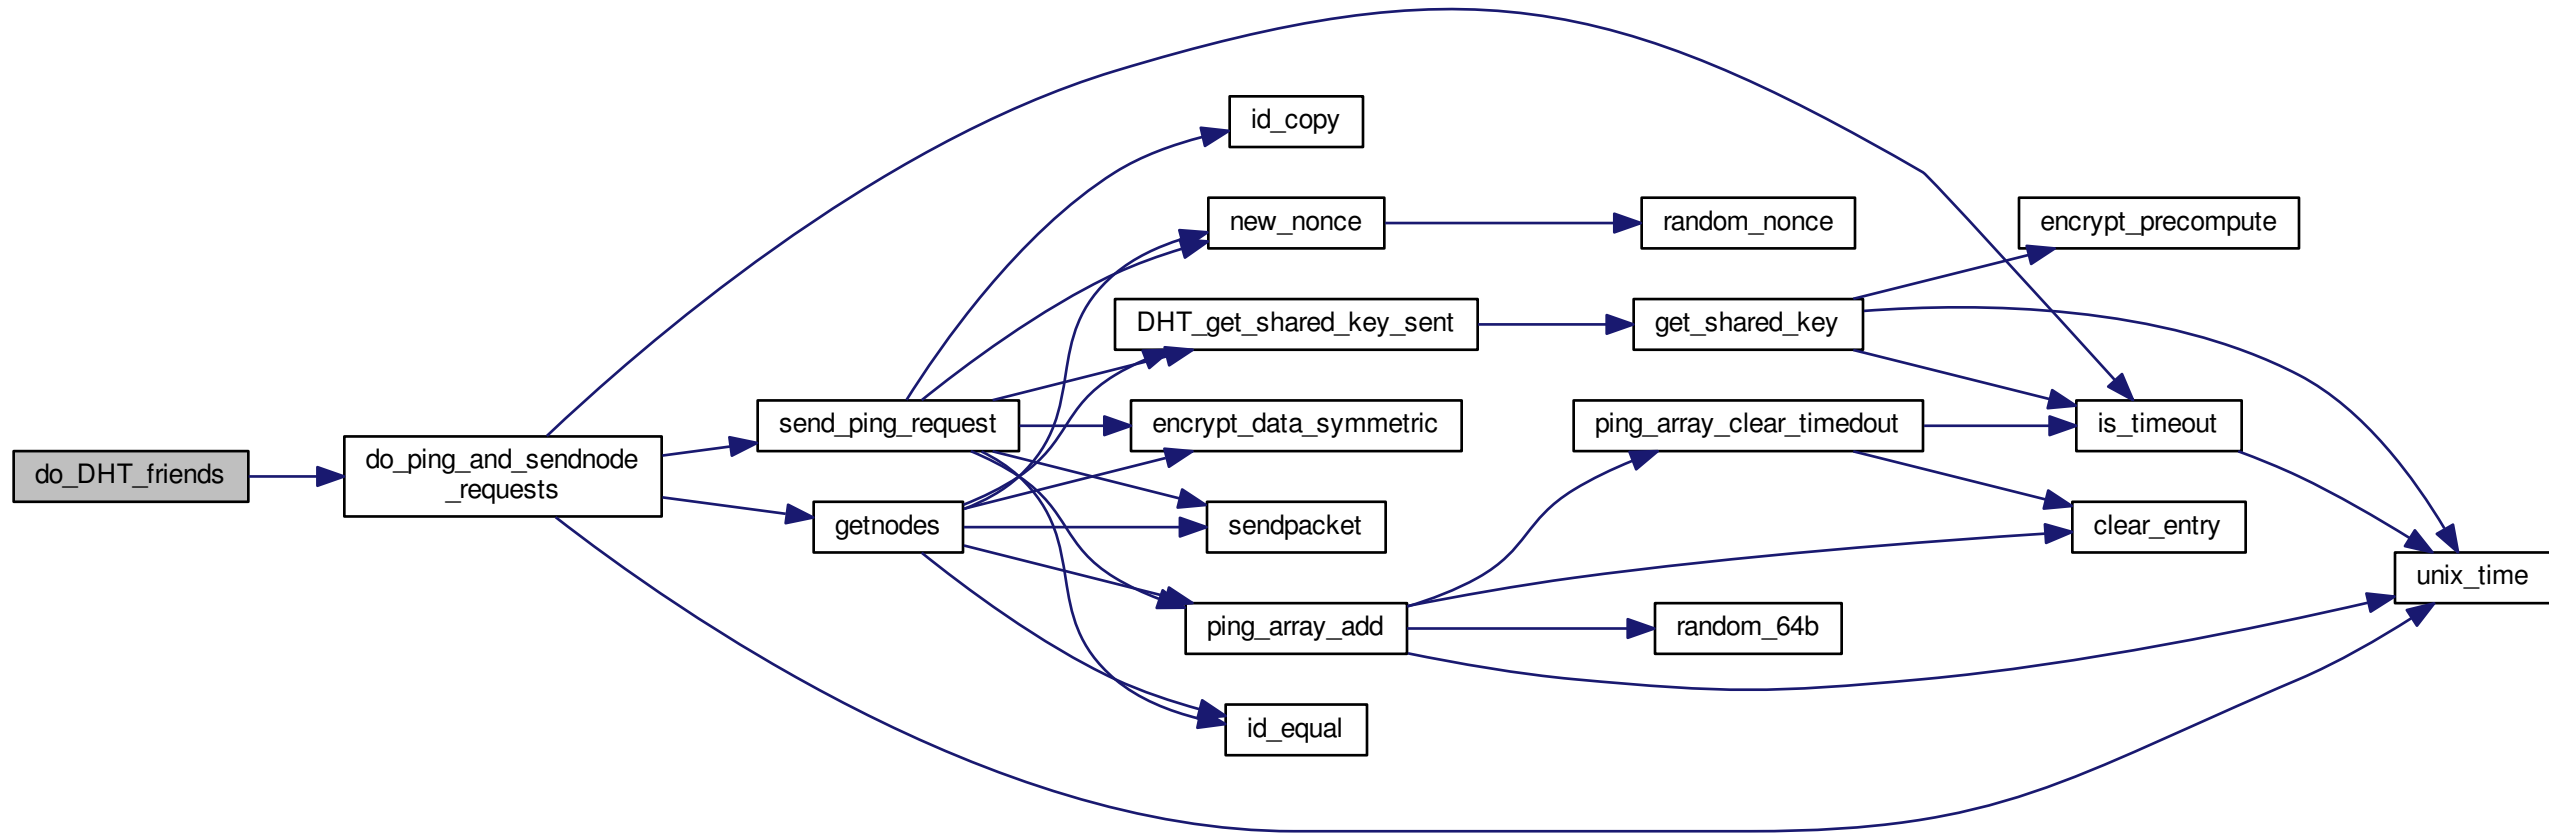 do_DHT_friends
do_ping_and_sendnode
_requests
send_ping_request
getnodes
id_copy
new_nonce
DHT_get_shared_key_sent
encrypt_data_symmetric
sendpacket
ping_array_add
id_equal
random_nonce
get_shared_key
ping_array_clear_timedout
random_64b
encrypt_precompute
is_timeout
clear_entry
unix_time